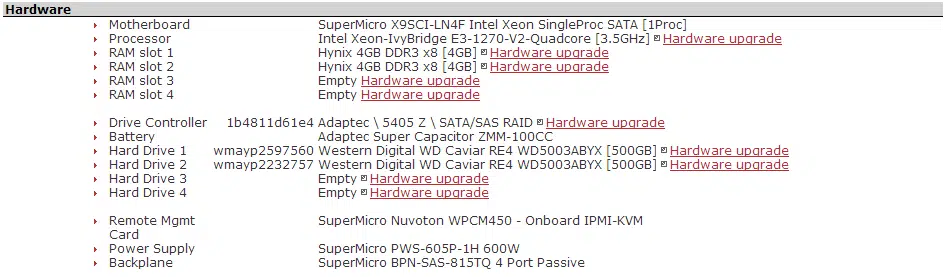 Hardware
Motherboard SuperMicro X9SCI-LN4F Intel Xeon SingleProc SATA [1Proc]
Processor Intel Xeon-IvyBridge E3-1270-V2-Quadcore [3.5GHz] Hardware upgrade
RAM slot 1 Hynix 4GB DDR3 x8 [4GB] Hardware upgrade
RAM slot 2 Hynix 4GB DDR3 x8 [4GB] Hardware upgrade
RAM slot 3 Empty Hardware upgrade
RAM slot 4 Empty Hardware upgrade
Drive Controller 1b4811d61e4 Adaptec \ 5405 Z \ SATA/SAS RAID Hardware upgrade
Battery Adaptec Super Capacitor ZMM-100CC
Hard Drive 1 wmayp2597560 Western Digital WD Caviar RE4 WD5003ABYX [500GB] Hardware upgrade
Hard Drive 2 wmayp2232757 Western Digital WD Caviar RE4 WD5003ABYX [500GB] Hardware upgrade
Hard Drive 3 Empty Hardware upgrade
Hard Drive 4 Empty Hardware upgrade
Remote Mgmt SuperMicro Nuvoton WPCM450 - Onboard IPMI-KVM
Card
Power Supply SuperMicro PWS-605P-1H 600W
Backplane SuperMicro BPN-SAS-815TQ 4 Port Passive